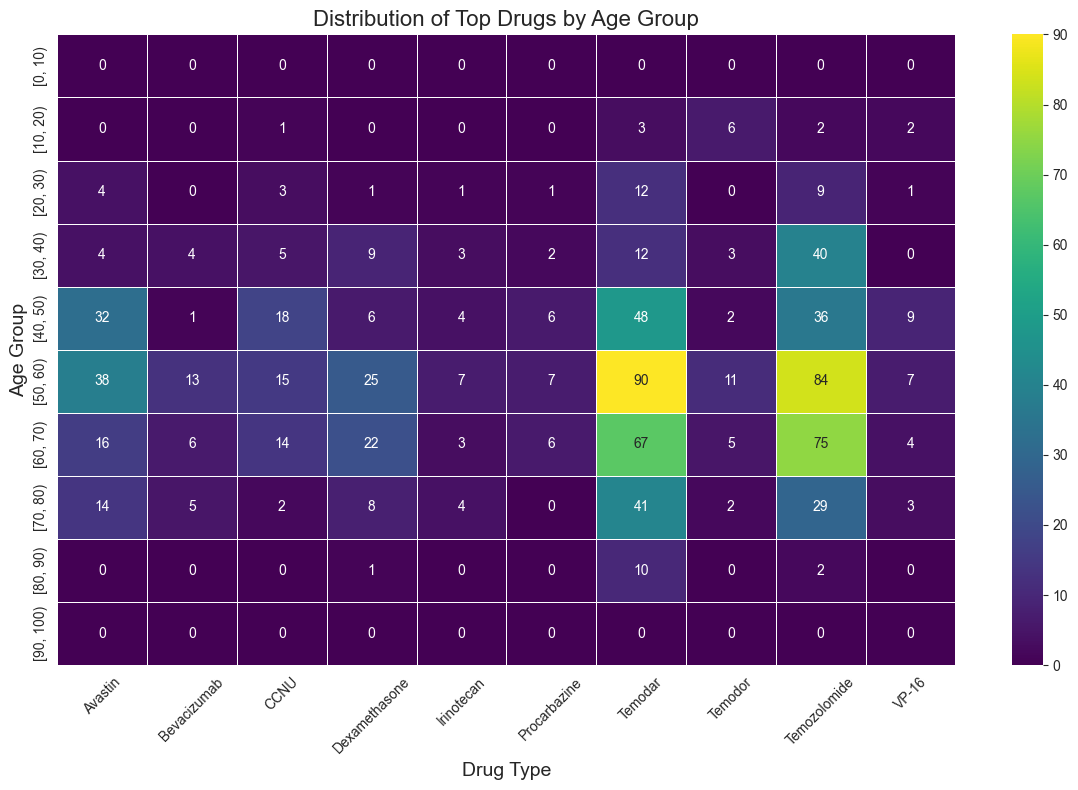 Distribution of Top Drugs by Age Group
[0, 10) 0 0 0 0 0 0 0 0 0 0
[10, 20) 0 0 1 0 0 0 3 6 2 2
[20, 30) 4 0 3 1 1 1 12 0 9 1
[30, 40) 4 4 5 9 3 2 12 3 40 0
[40, 50) 32 1 18 6 4 6 48 2 36 9
[50, 60) 38 13 15 25 7 7 90 11 84 7
[60, 70) 16 6 14 22 3 6 67 5 75 4
[70, 80) 14 5 2 8 4 0 41 2 29 3
[80, 90) 0 0 0 1 0 0 10 0 2 0
[90, 100) 0 0 0 0 0 0 0 0 0 0
Age Group
Avastin Bevacizumab CCNU Dexamethasone Irinotecan Procarbazine Temodar Temodor Temozolomide VP-16
Drug Type
90
80
70
60
50
40
30
20
10
0